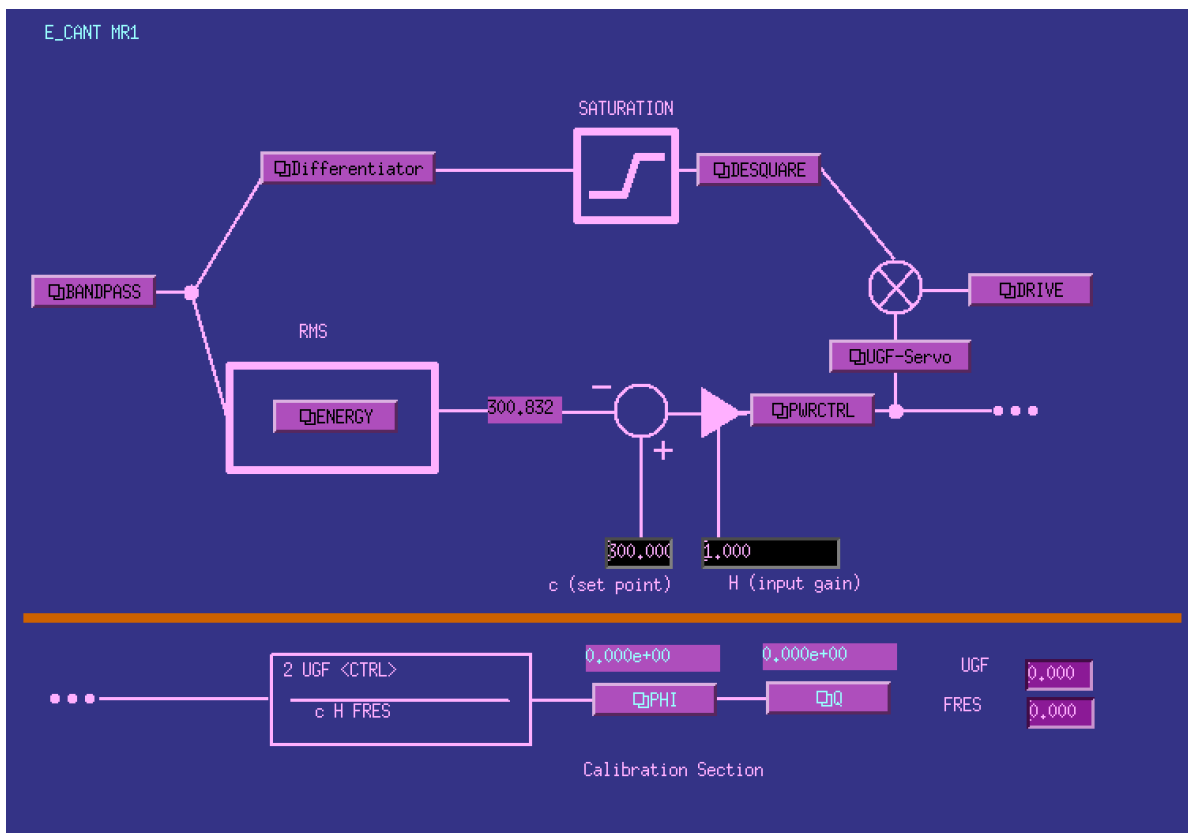 E_CANT MR1
SATURATION
Differentiator
DESQUARE
BANDPASS
DRIVE
RMS
UGF-Servo
ENERGY
300.832
−
PWRCTRL
+
300.000
1.000
c (set point)
H (input gain)
2 UGF <CTRL>
c H FRES
0.000e+00
0.000e+00
PHI
Q
UGF
0.000
FRES
0.000
Calibration Section